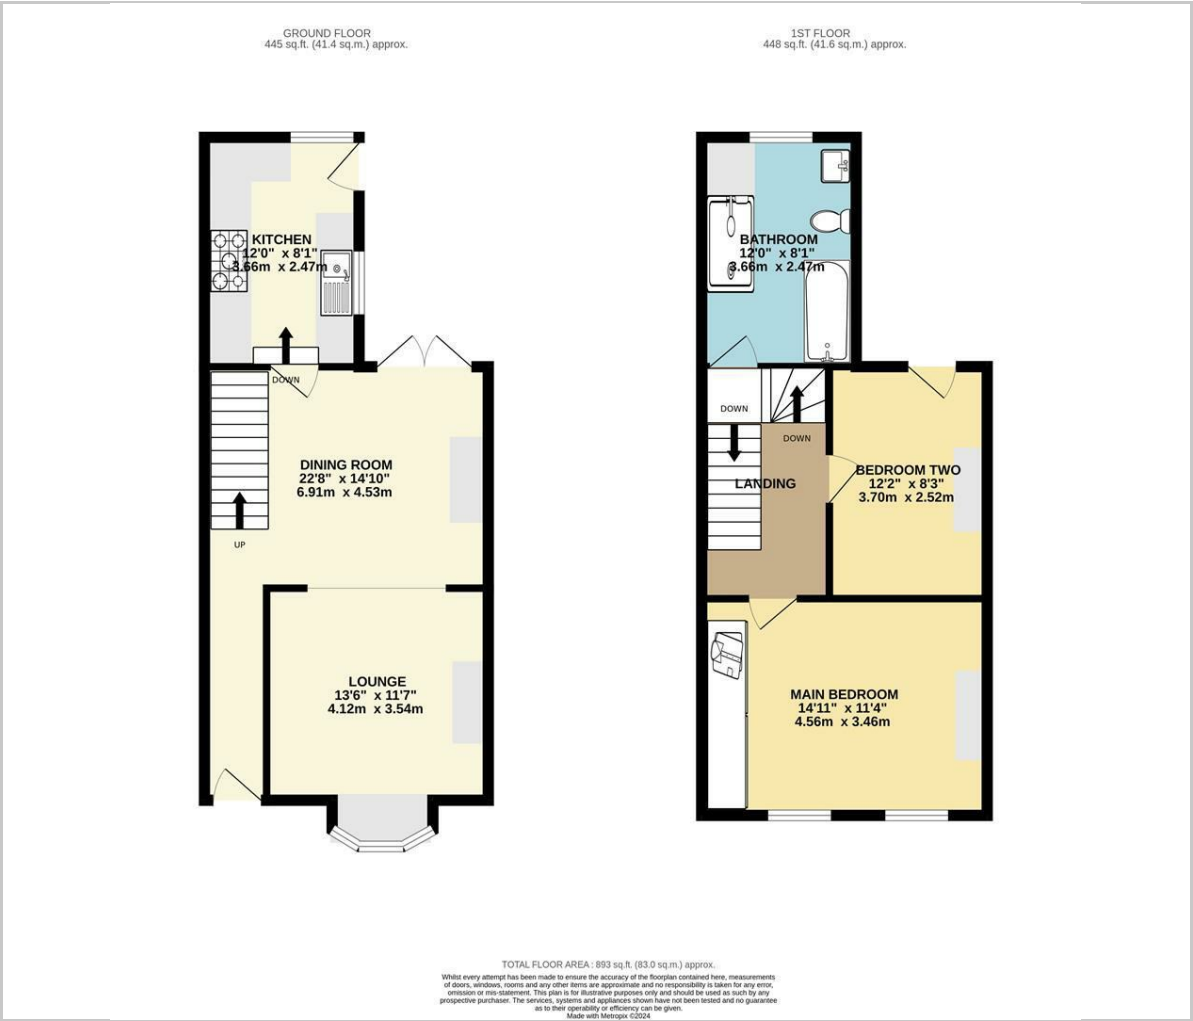 GROUND FLOOR
445 sq.ft. (41.4 sq.m.) approx.
1ST FLOOR
448 sq.ft. (41.6 sq.m.) approx.
KITCHEN
12'0" x 8'1"
3.66m x 2.47m
DOWN
DINING ROOM
22'8" x 14'10"
6.91m x 4.53m
UP
LOUNGE
13'6" x 11'7"
4.12m x 3.54m
BATHROOM
12'0" x 8'1"
3.66m x 2.47m
DOWN
DOWN
LANDING
BEDROOM TWO
12'2" x 8'3"
3.70m x 2.52m
MAIN BEDROOM
14'11" x 11'4"
4.56m x 3.46m
TOTAL FLOOR AREA : 893 sq.ft. (83.0 sq.m.) approx.
Whilst every attempt has been made to ensure the accuracy of the floorplan contained here, measurements
of doors, windows, rooms and any other items are approximate and no responsibility is taken for any error,
omission or mis-statement. This plan is for illustrative purposes only and should be used as such by any
prospective purchaser. The services, systems and appliances shown have not been tested and no guarantee
as to their operability or efficiency can be given.
Made with Metropix ©2024